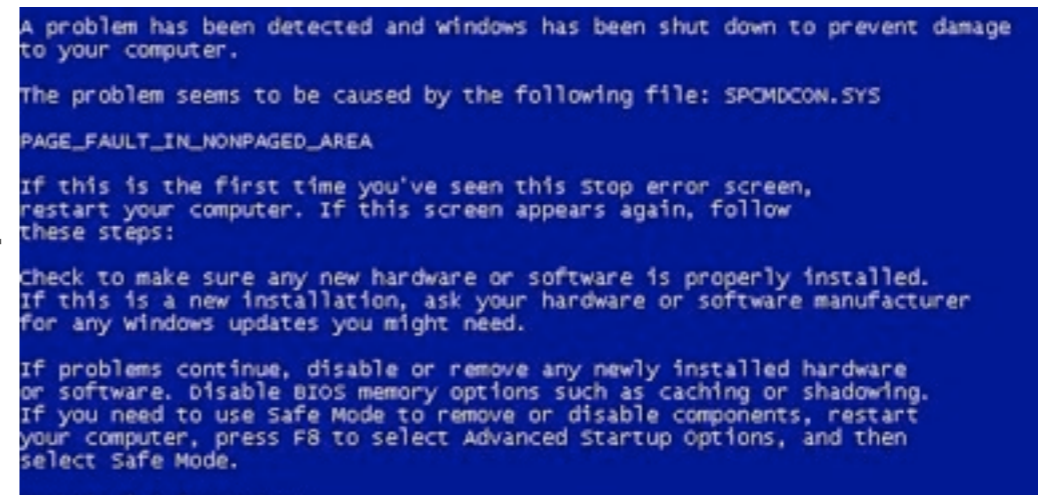 A problem has been detected and windows has been shut down to prevent damage
to your computer.
The problem seems to be caused by the following file: SPCMDCON.SYS
PAGE_FAULT_IN_NONPAGED_AREA
If this is the first time you've seen this Stop error screen,
restart your computer. If this screen appears again, follow
these steps:
Check to make sure any new hardware or software is properly installed.
If this is a new installation, ask your hardware or software manufacturer
for any windows updates you might need.
If problems continue, disable or remove any newly installed hardware
or software. Disable BIOS memory options such as caching or shadowing.
If you need to use Safe Mode to remove or disable components, restart
your computer, press F8 to select Advanced Startup Options, and then
select Safe Mode.